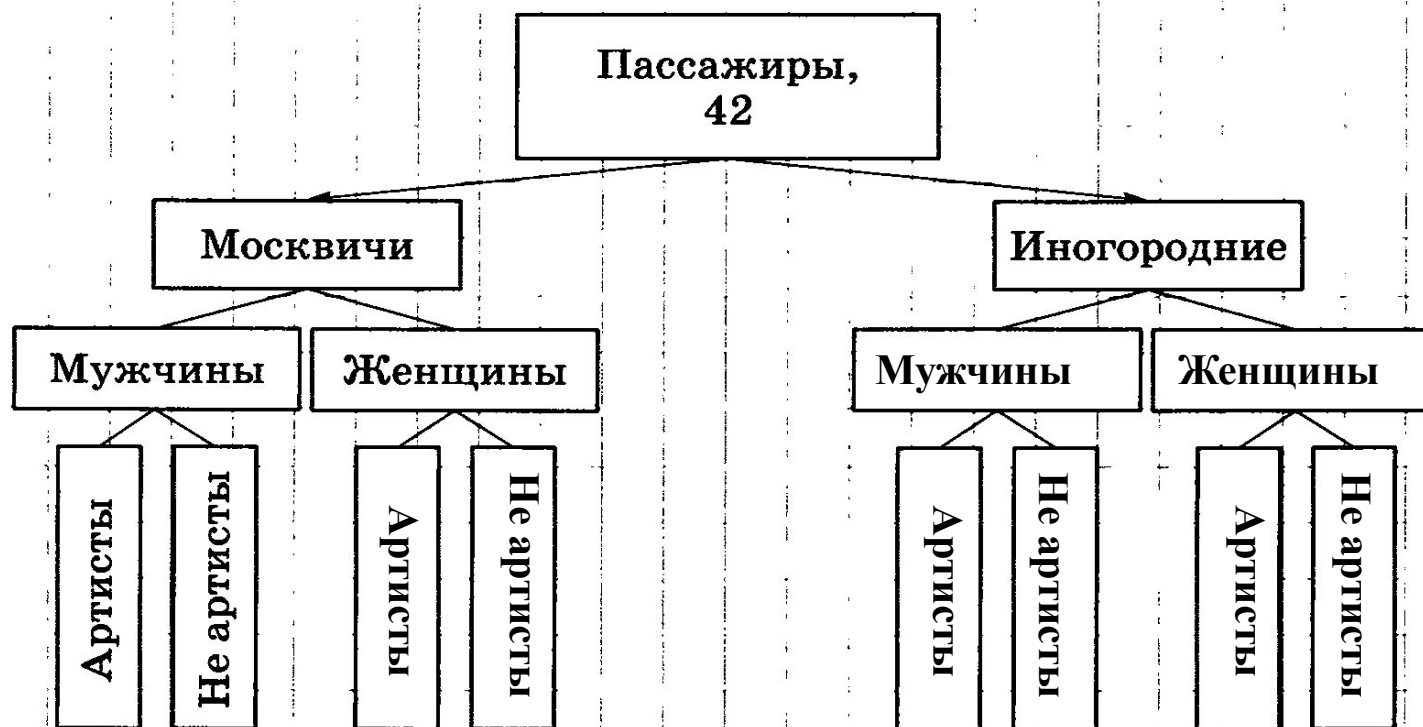 Пассажиры,
42
Москвичи
Иногородние
Мужчины
Женщины
Мужчины
Женщины
Артисты
Не артисты
Артисты
Не артисты
Артисты
Не артисты
Артисты
Не артисты